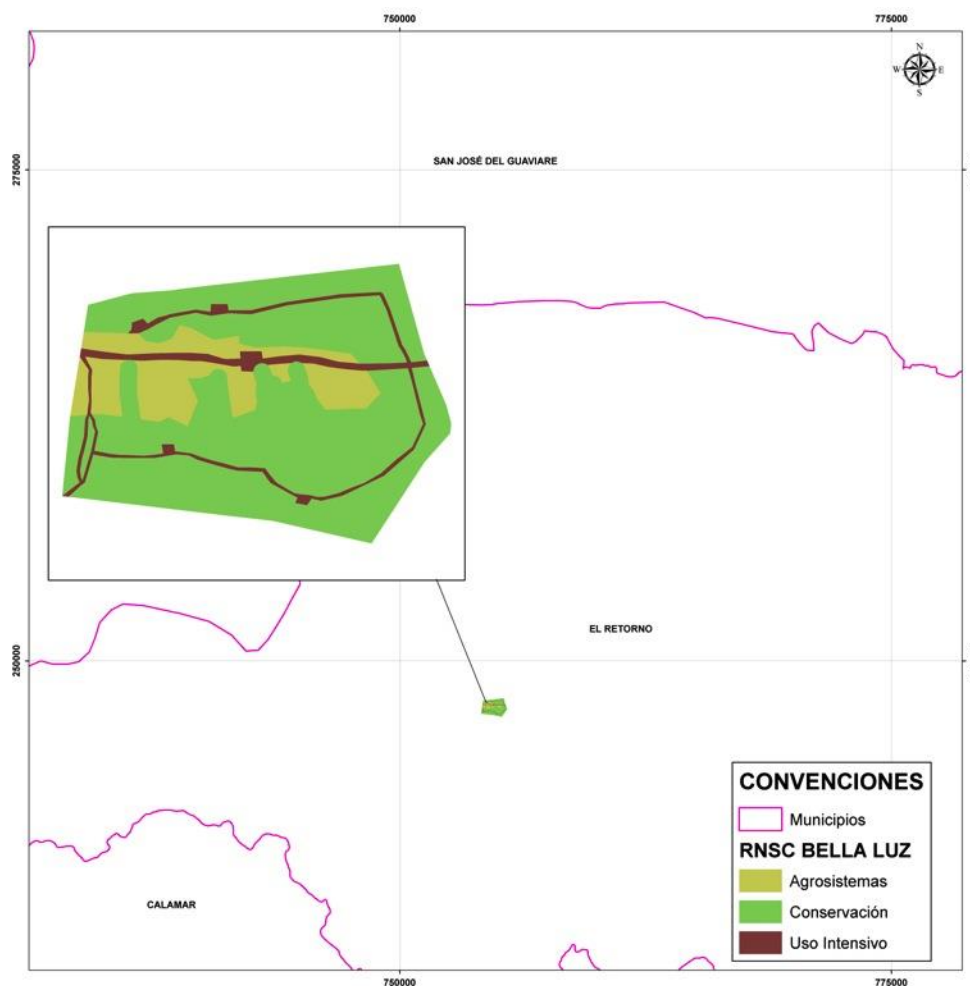 750000
775000
N
W
E
S
275000
SAN JOSÉ DEL GUAVIARE
EL RETORNO
250000
CALAMAR
CONVENCIONES
Municipios
RNSC BELLA LUZ
Agrosistemas
Conservación
Uso Intensivo
750000
775000